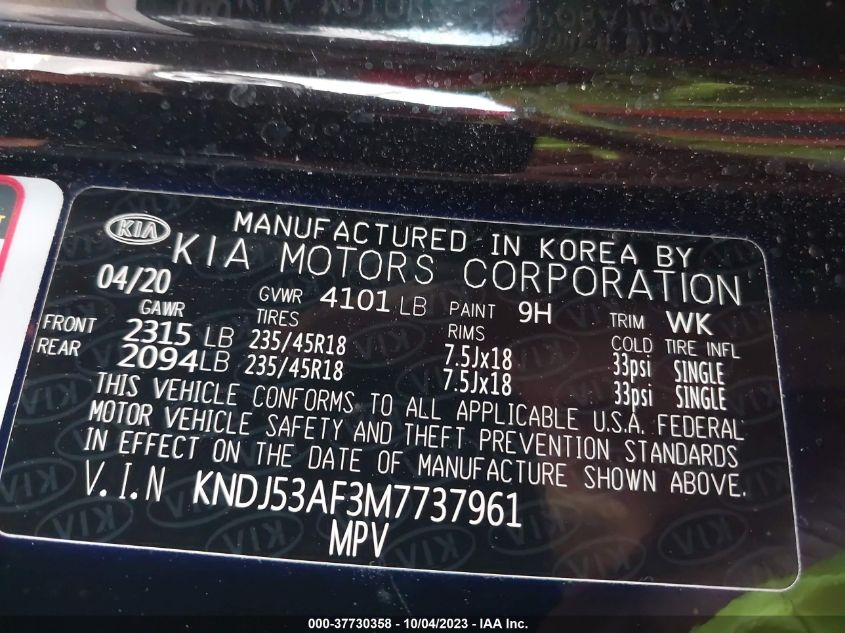 KIA
MANUFACTURED IN KOREA BY
KIA MOTORS CORPORATION
04/20 GVWR 4101 LB PAINT 9H TRIM WK
GAWR TIRES RIMS COLD TIRE INFL
FRONT 2315 LB 235/45R18 7.5Jx18 33psi SINGLE
REAR 2094LB 235/45R18 7.5Jx18 33psi SINGLE
THIS VEHICLE CONFORMS TO ALL APPLICABLE U.S.A. FEDERAL
MOTOR VEHICLE SAFETY AND THEFT PREVENTION STANDARDS
IN EFFECT ON THE DATE OF MANUFACTURE SHOWN ABOVE.
V.I.N KNDJ53AF3M7737961
MPV
000-37730358 - 10/04/2023 - IAA Inc.